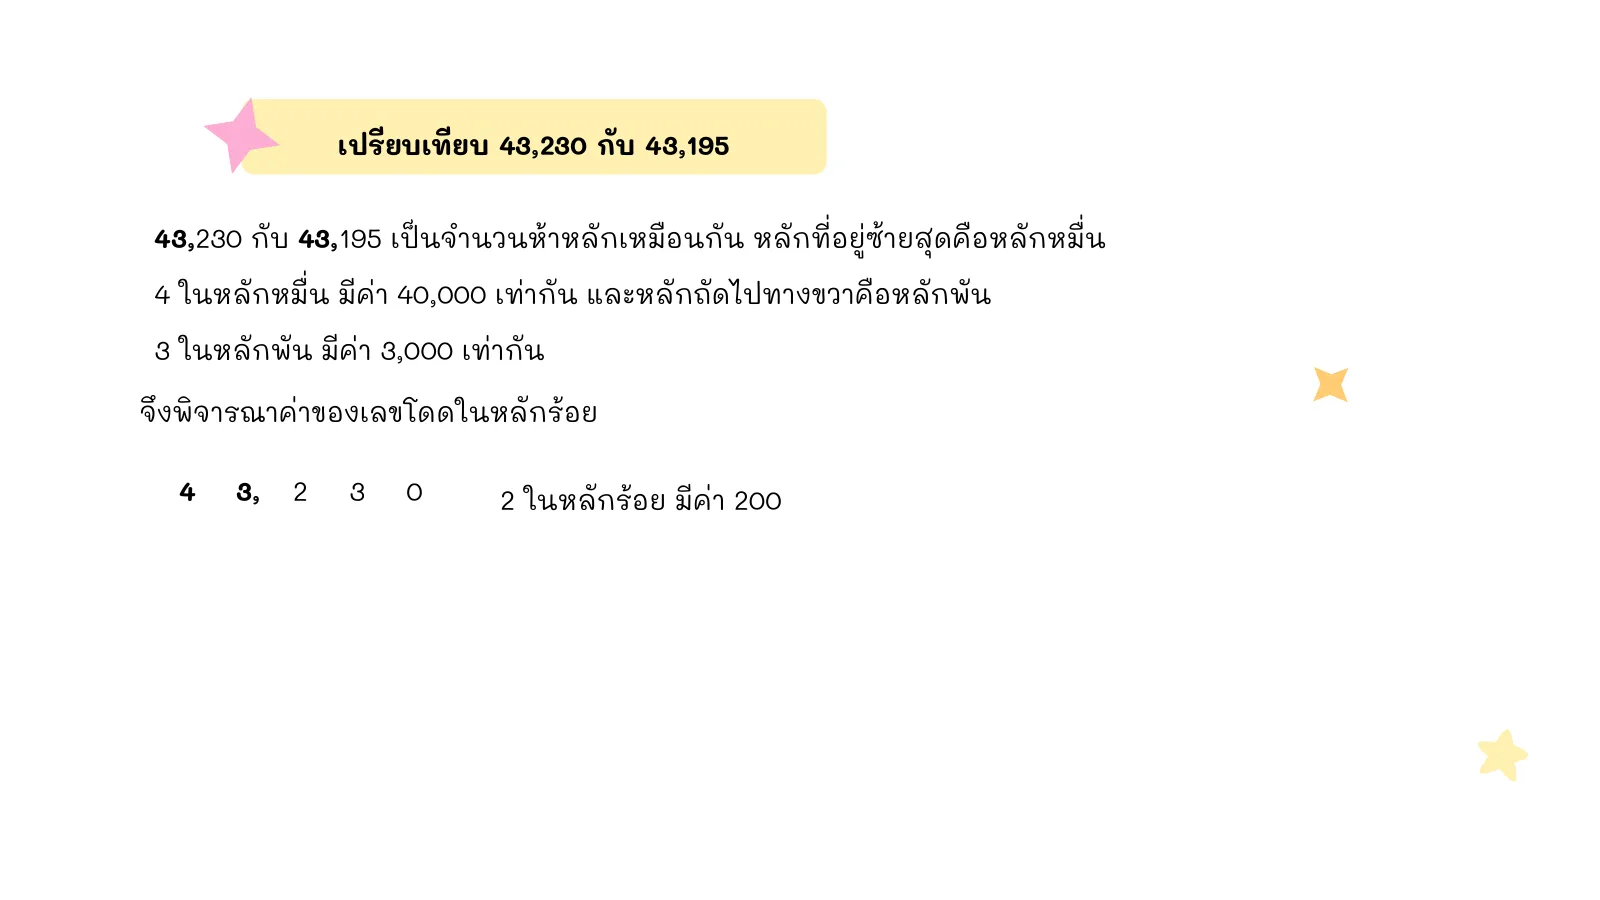 เปรียบเทียบ 43,230 กับ 43,195
43,230 กับ 43,195 เป็นจำนวนห้าหลักเหมือนกัน หลักที่อยู่ซ้ายสุดคือหลักหมื่น
4 ในหลักหมื่น มีค่า 40,000 เท่ากัน และหลักถัดไปทางขวาคือหลักพัน
3 ในหลักพัน มีค่า 3,000 เท่ากัน
จึงพิจารณาค่าของเลขโดดในหลักร้อย
4 3, 2 3 0 2 ในหลักร้อย มีค่า 200